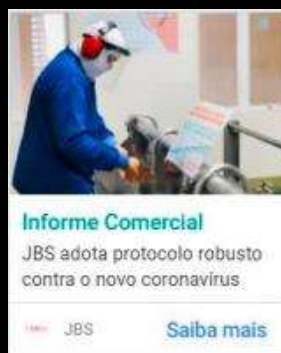 Informe Comercial
JBS adota protocolo robusto
contra o novo coronavírus
JBS
Saiba mais